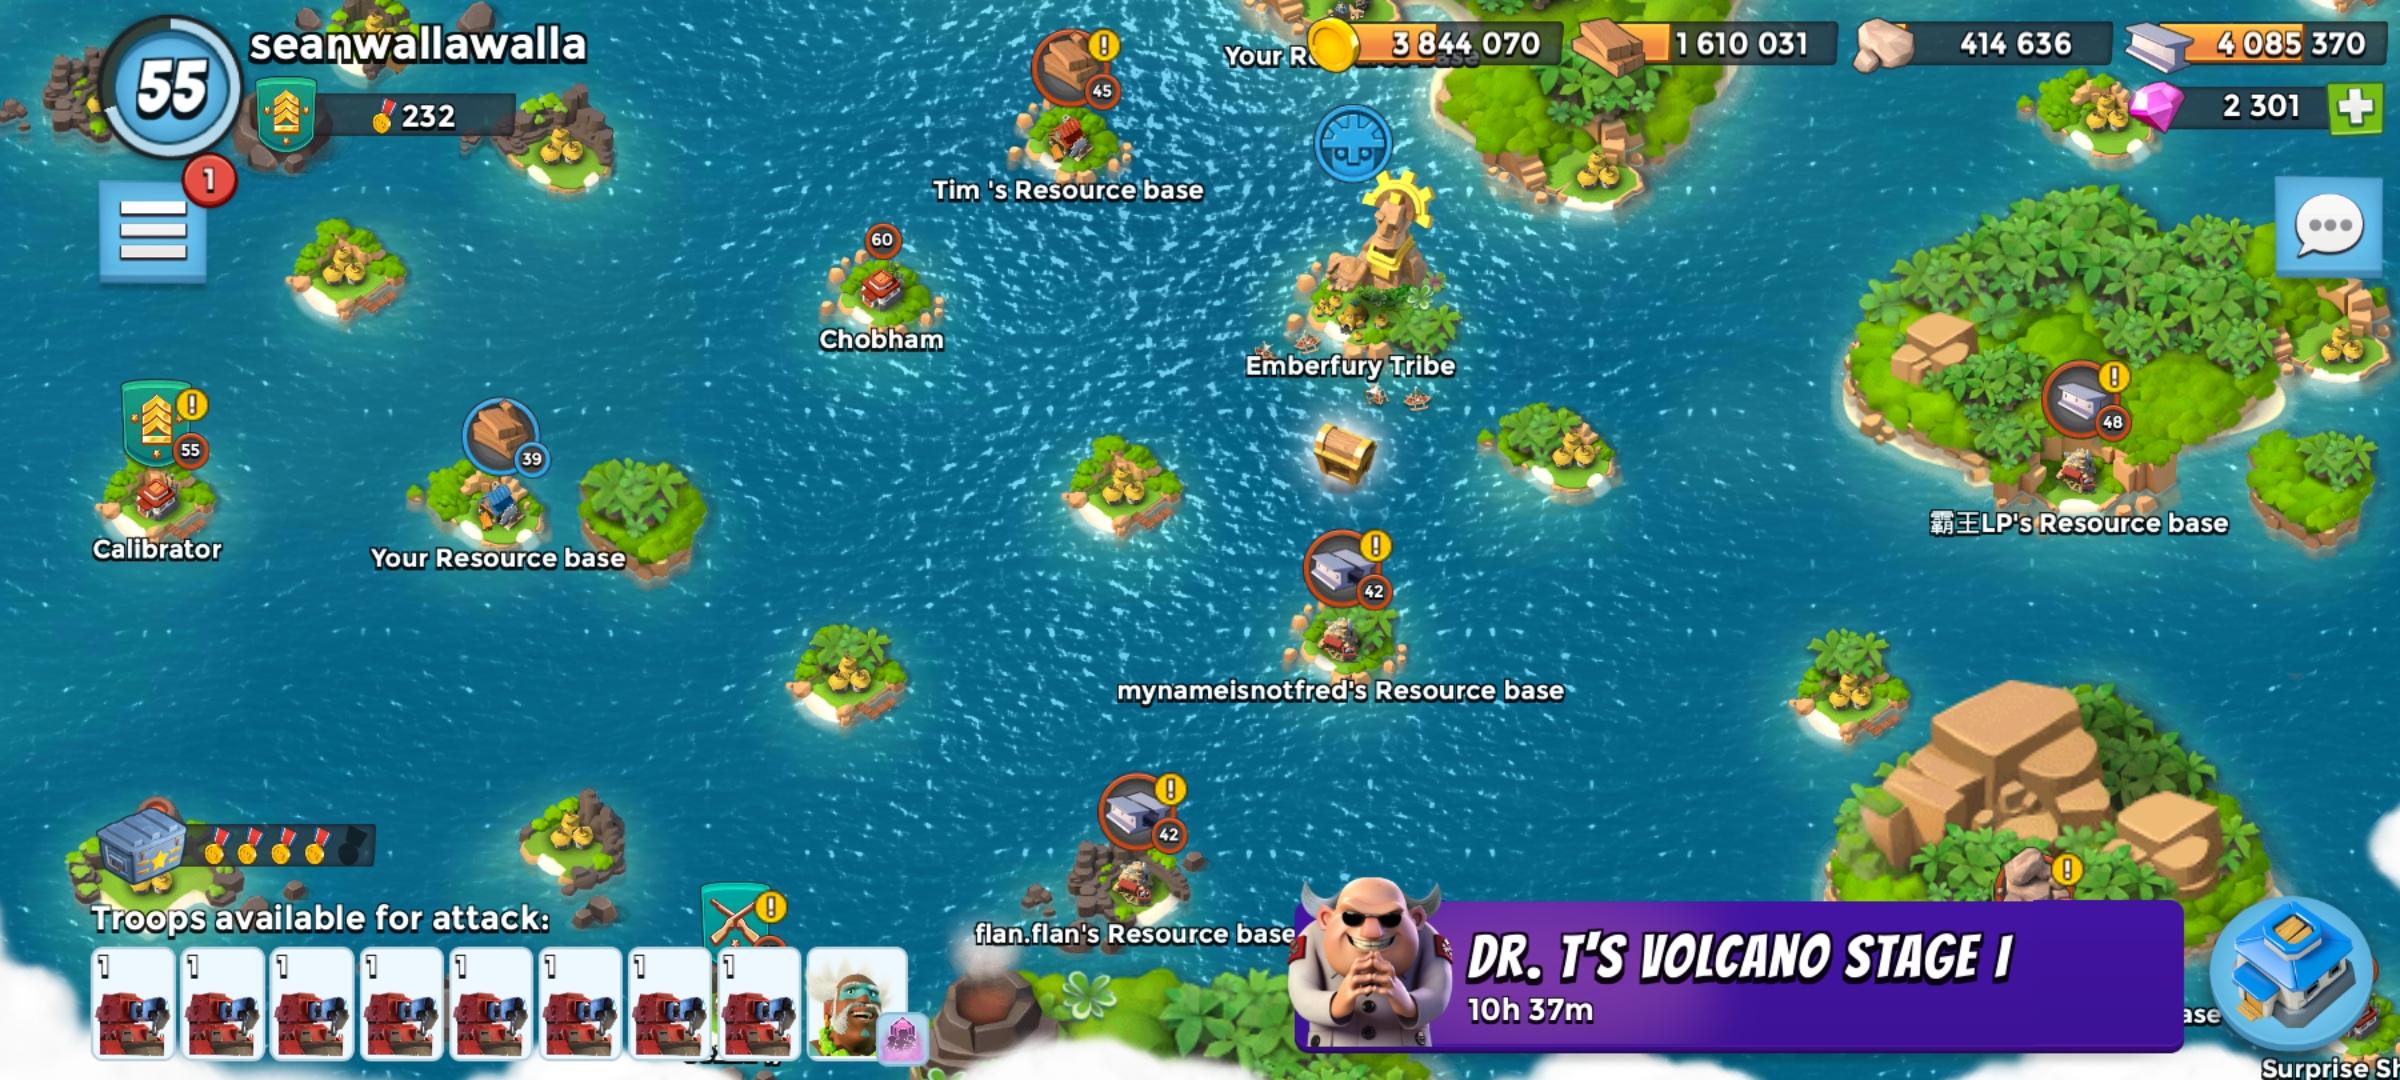 seanwallawalla
55
232
1
3 844 070
1 610 031
414 636
4 085 370
2 301
Your
!
45
Tim 's Resource base
60
Chobham
Emberfury Tribe
!
48
霸王LP's Resource base
!
55
Calibrator
39
Your Resource base
!
42
mynameisnotfred's Resource base
!
42
flan.flan's Resource base
!
!
Troops available for attack:
1 1 1 1 1 1 1 1
DR. T'S VOLCANO STAGE I
10h 37m
Surprise